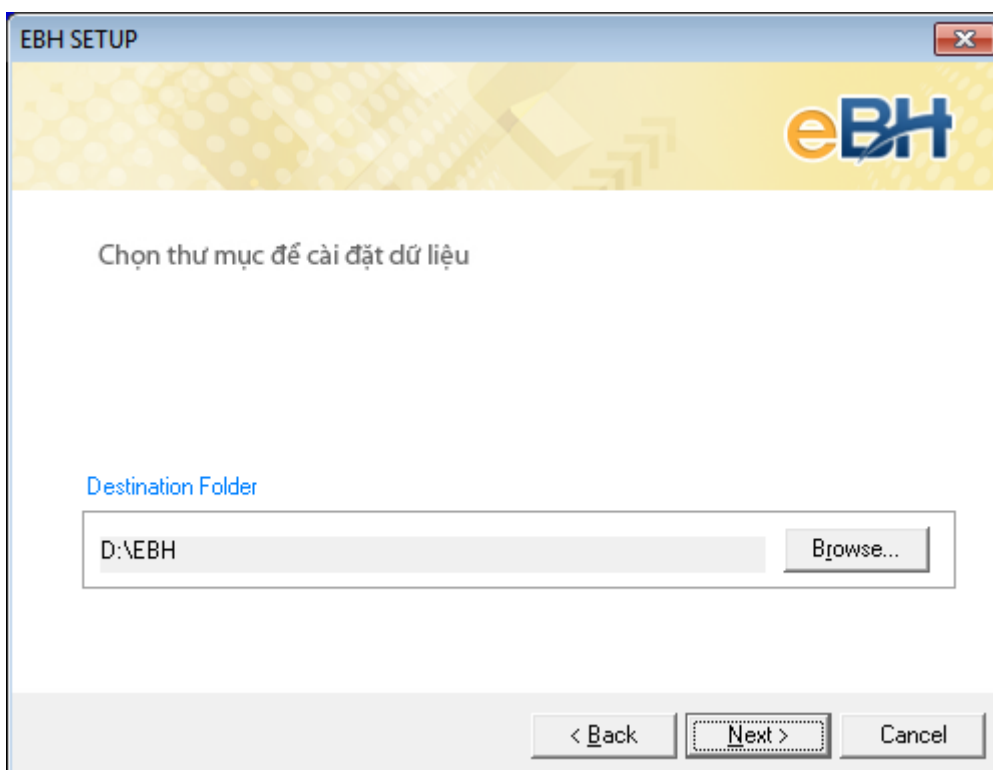 EBH SETUP
eBH
Chọn thư mục để cài đặt dữ liệu
Destination Folder
D:\EBH
Browse...
< Back
Next >
Cancel